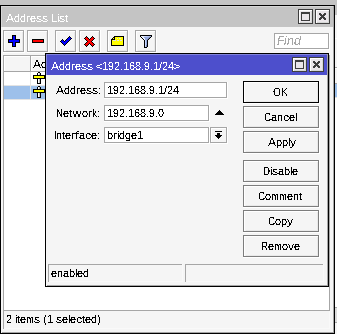 Address List
Find
Ad
Address <192.168.9.1/24>
Address: 192.168.9.1/24
Network: 192.168.9.0
Interface: bridge1
OK
Cancel
Apply
Disable
Comment
Copy
Remove
enabled
2 items (1 selected)